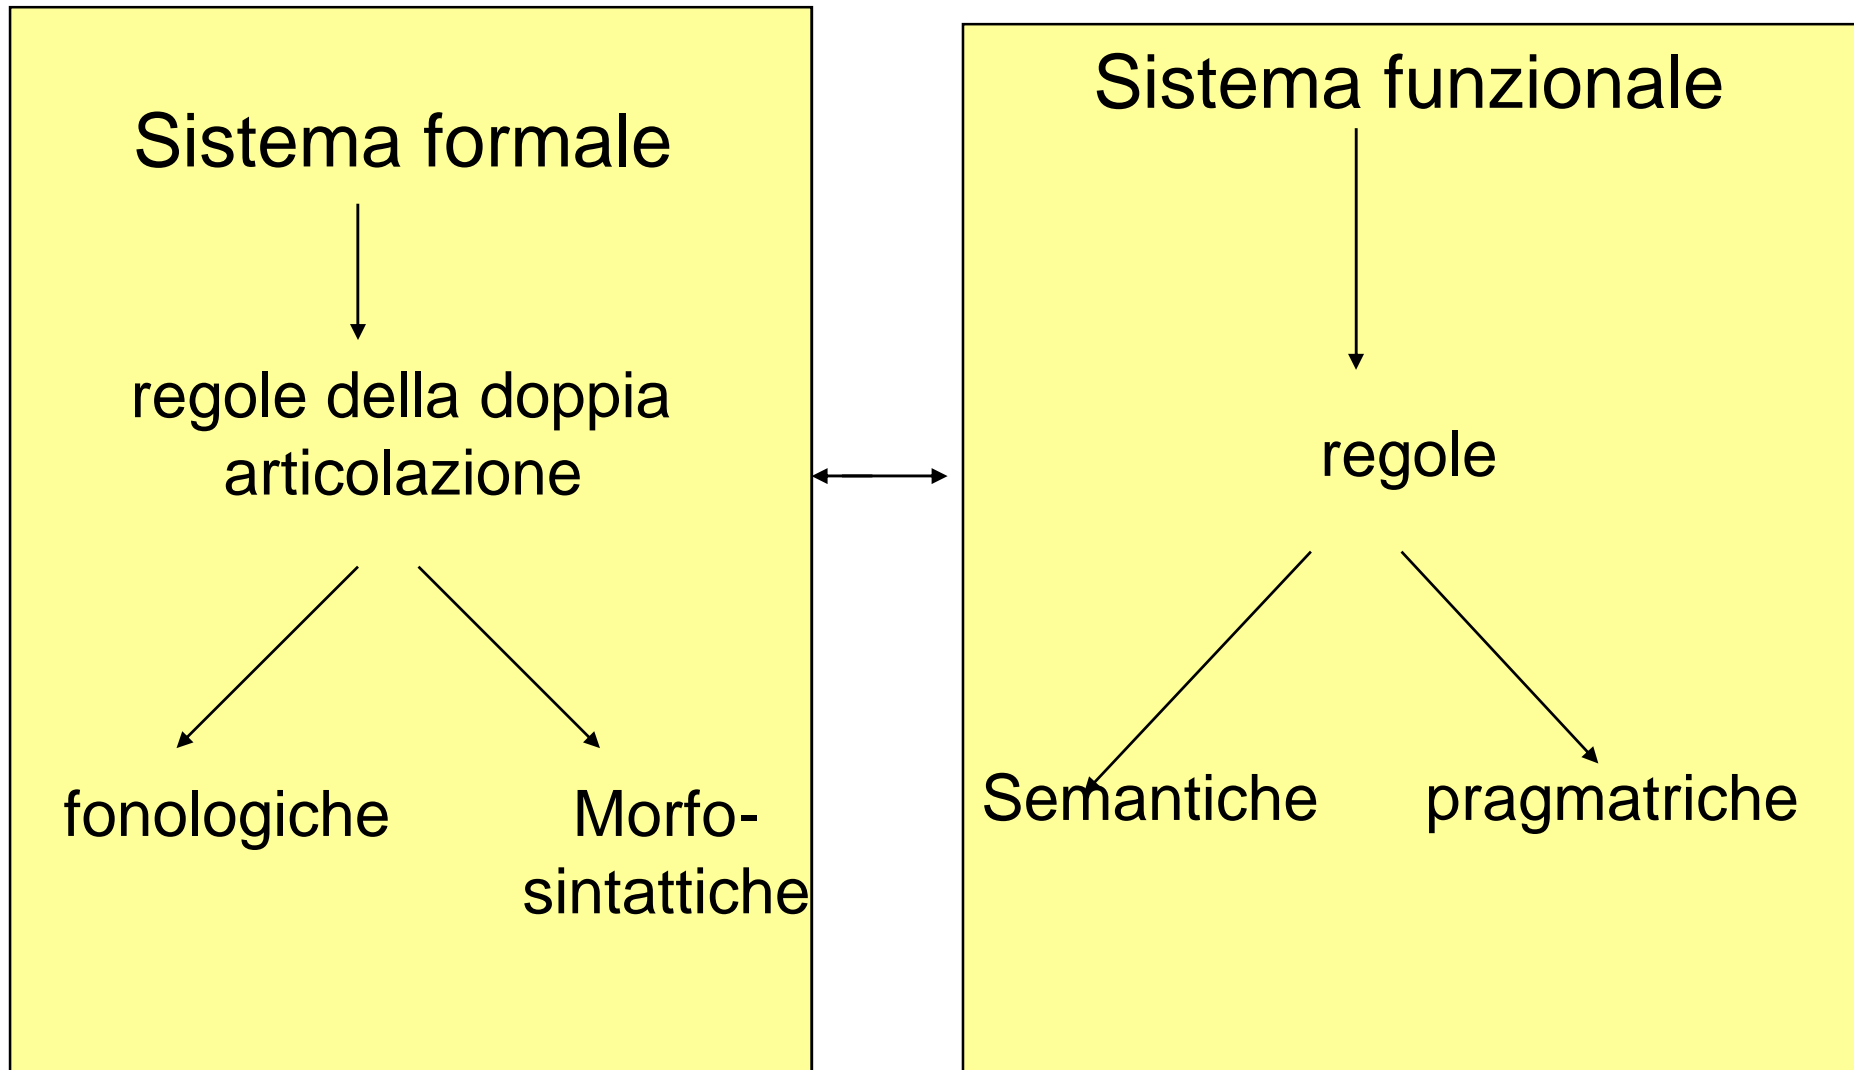 Sistema formale
regole della doppia
articolazione
fonologiche
Morfo-
sintattiche
Sistema funzionale
regole
Semantiche
pragmatriche